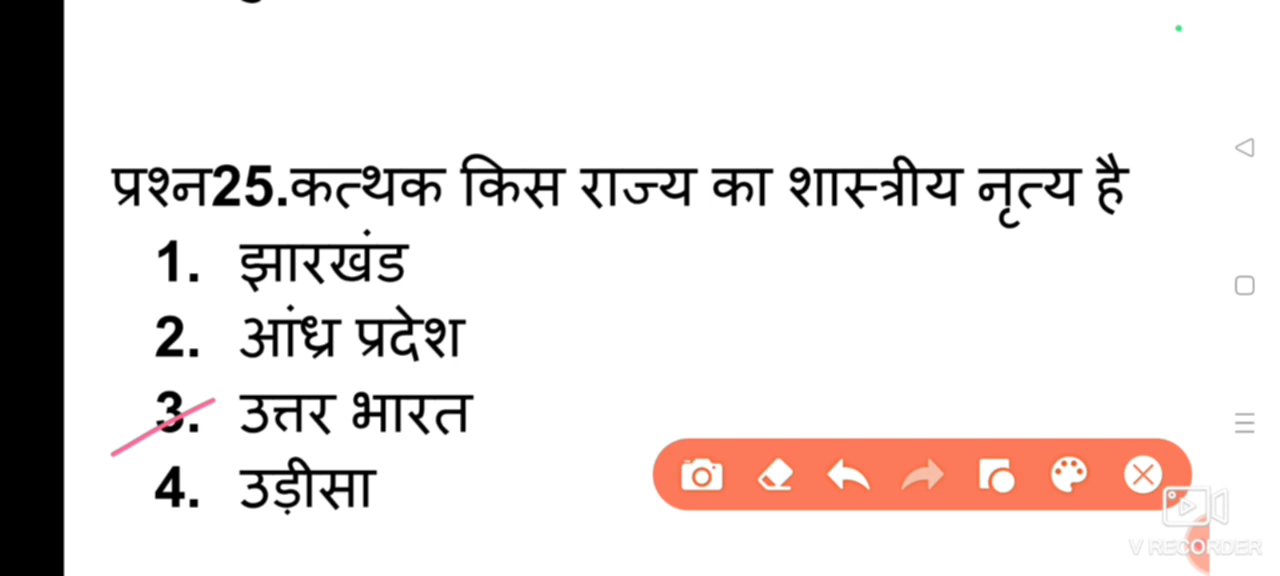 प्रश्न25.कत्थक किस राज्य का शास्त्रीय नृत्य है
1. झारखंड
2. आंध्र प्रदेश
3. उत्तर भारत
4. उड़ीसा
V RECORDER